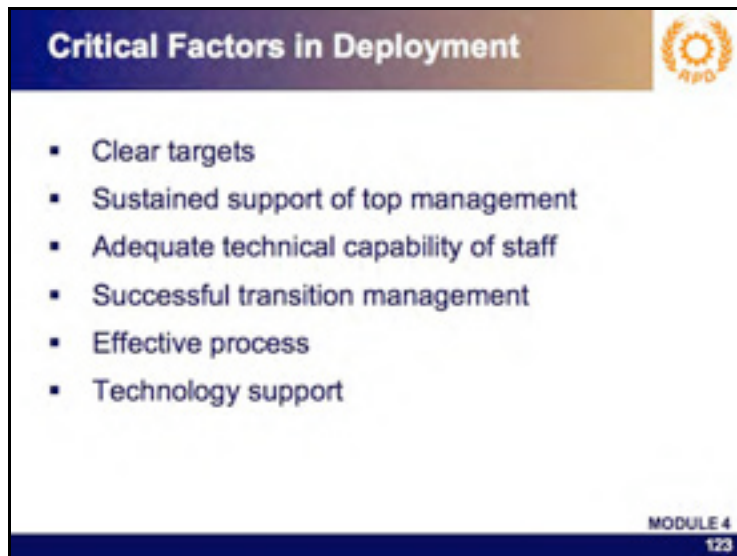 Critical Factors in Deployment
APO
▪ Clear targets
▪ Sustained support of top management
▪ Adequate technical capability of staff
▪ Successful transition management
▪ Effective process
▪ Technology support
MODULE 4
123